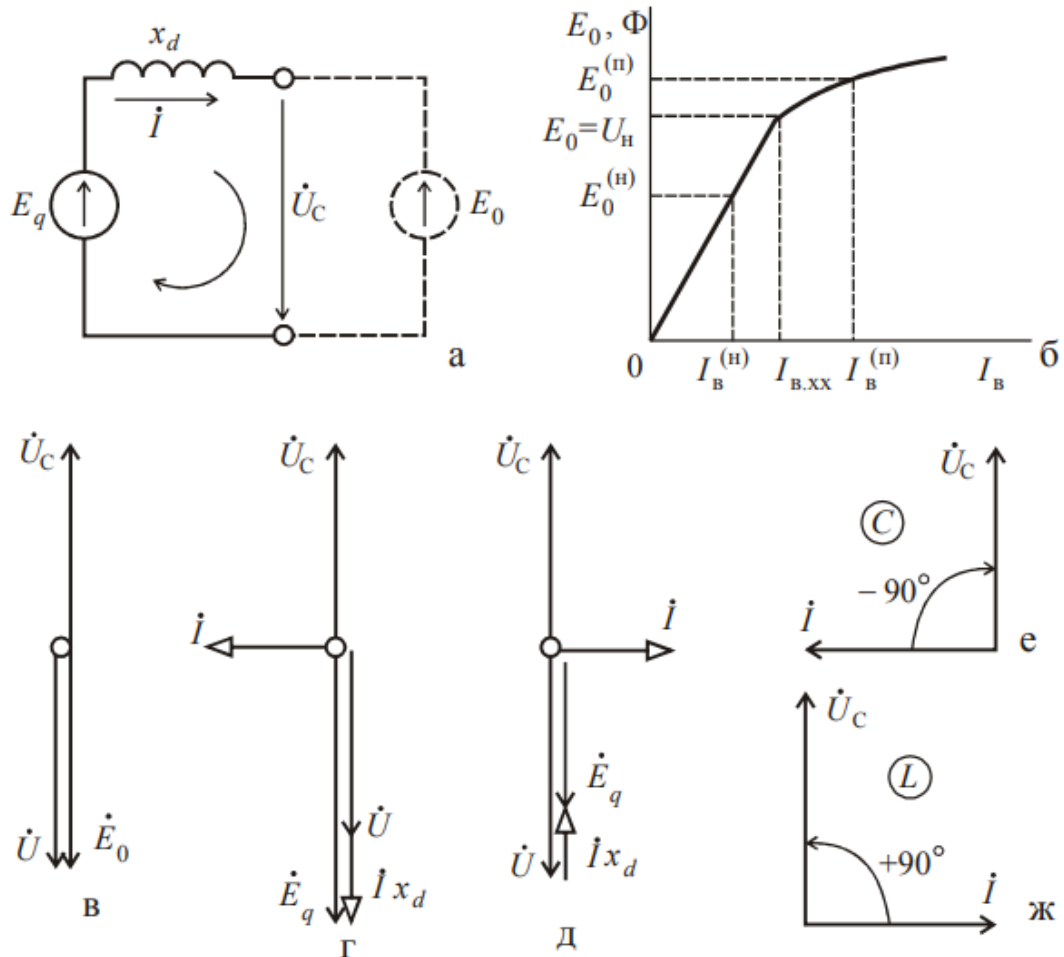 x_d
İ
E_q
U̇_C
E_0
а
E_0, Ф
E_0^(п)
E_0=U_н
E_0^(н)
0
I_в^(н)
I_в.хх
I_в^(п)
I_в
б
U̇_C
U̇
Ė_0
в
U̇_C
İ
U̇
Ė_q
İ x_d
г
U̇_C
İ
Ė_q
U̇
İ x_d
д
U̇_C
C
−90°
İ
е
U̇_C
L
+90°
İ
ж